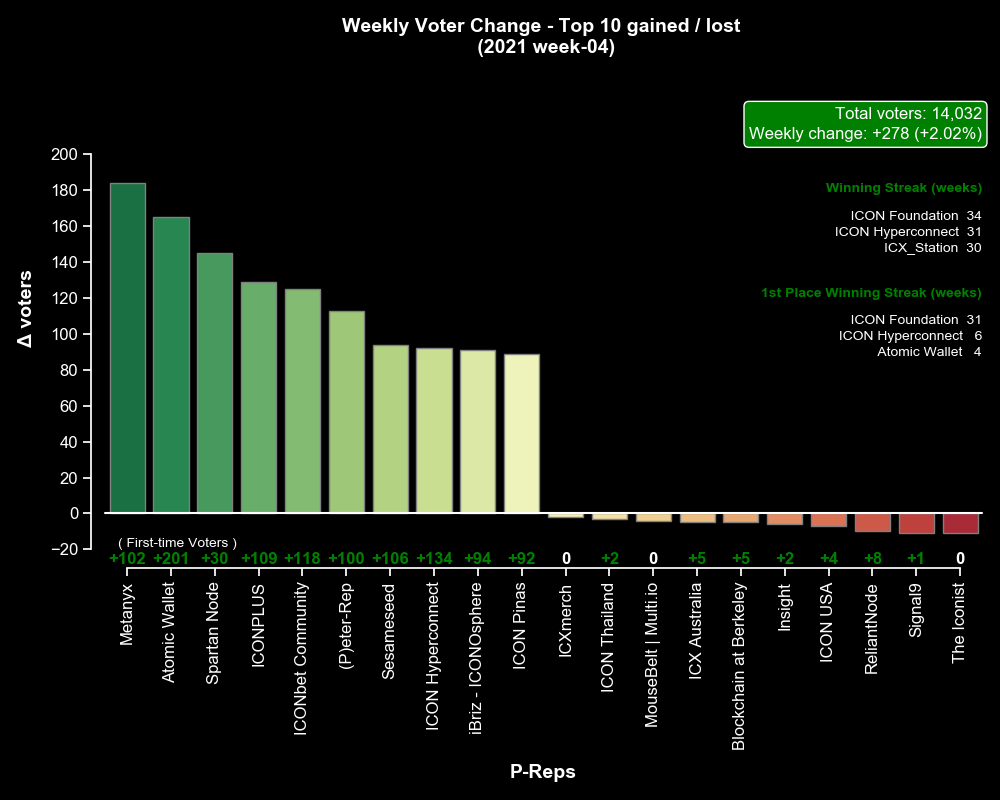 Weekly Voter Change - Top 10 gained / lost
(2021 week-04)
Total voters: 14,032
Weekly change: +278 (+2.02%)
Winning Streak (weeks)
ICON Foundation 34
ICON Hyperconnect 31
ICX_Station 30
1st Place Winning Streak (weeks)
ICON Foundation 31
ICON Hyperconnect 6
Atomic Wallet 4
Δ voters
200
180
160
140
120
100
80
60
40
20
0
−20
( First-time Voters )
+102 +201 +30 +109 +118 +100 +106 +134 +94 +92 0 +2 0 +5 +5 +2 +4 +8 +1 0
Metanyx
Atomic Wallet
Spartan Node
ICONPLUS
ICONbet Community
(P)eter-Rep
Sesameseed
ICON Hyperconnect
iBriz - ICONOsphere
ICON Pinas
ICXmerch
ICON Thailand
MouseBelt | Multi.io
ICX Australia
Blockchain at Berkeley
Insight
ICON USA
ReliantNode
Signal9
The Iconist
P-Reps